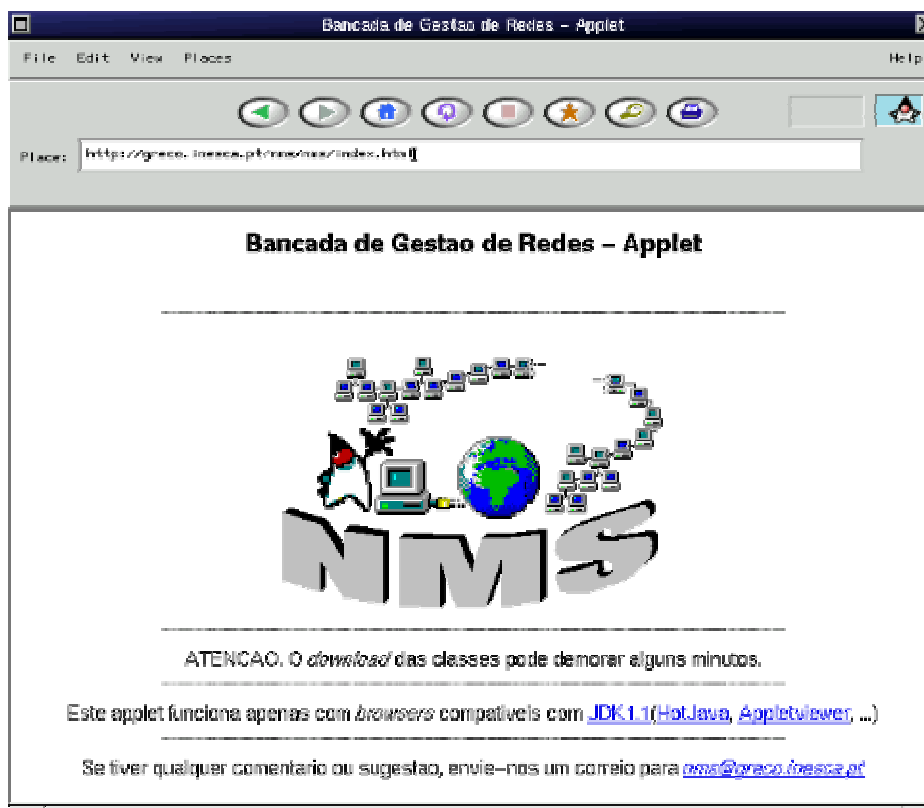 Bancada de Gestao de Redes – Applet
File Edit View Places Help
Place: http://greco.inesca.pt/nms/nms/index.html
Bancada de Gestao de Redes – Applet
NMS
ATENCAO. O download das classes pode demorar alguns minutos.
Este applet funciona apenas com browsers compativeis com JDK1.1(HotJava, Appletviewer, ...)
Se tiver qualquer comentario ou sugestao, envie–nos um correio para nms@greco.inesca.pt